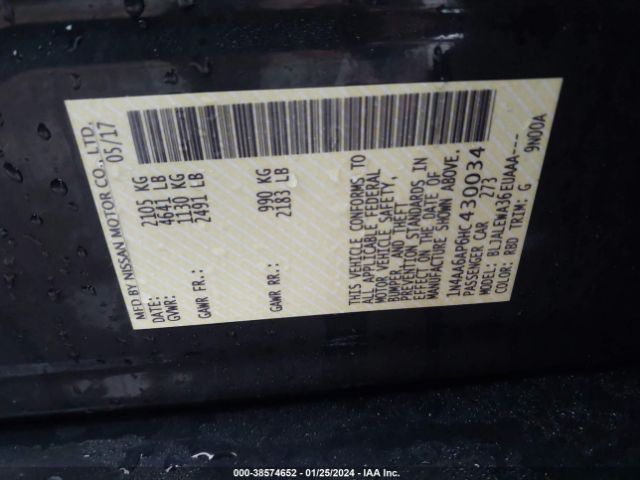 MFD BY NISSAN MOTOR CO., LTD.
DATE: 05/17
GVWR: 2105 KG
4641 LB
GAWR FR.: 1130 KG
2491 LB
GAWR RR.: 990 KG
2183 LB
THIS VEHICLE CONFORMS TO
ALL APPLICABLE FEDERAL
MOTOR VEHICLE SAFETY,
BUMPER, AND THEFT
PREVENTION STANDARDS IN
EFFECT ON THE DATE OF
MANUFACTURE SHOWN ABOVE.
1N4AA6AP6HC430034
PASSENGER CAR 273
MODEL: BLJALEWA36EUAAA----
COLOR: RBD TRIM: G 9N00A
000-38574652 - 01/25/2024 - IAA Inc.